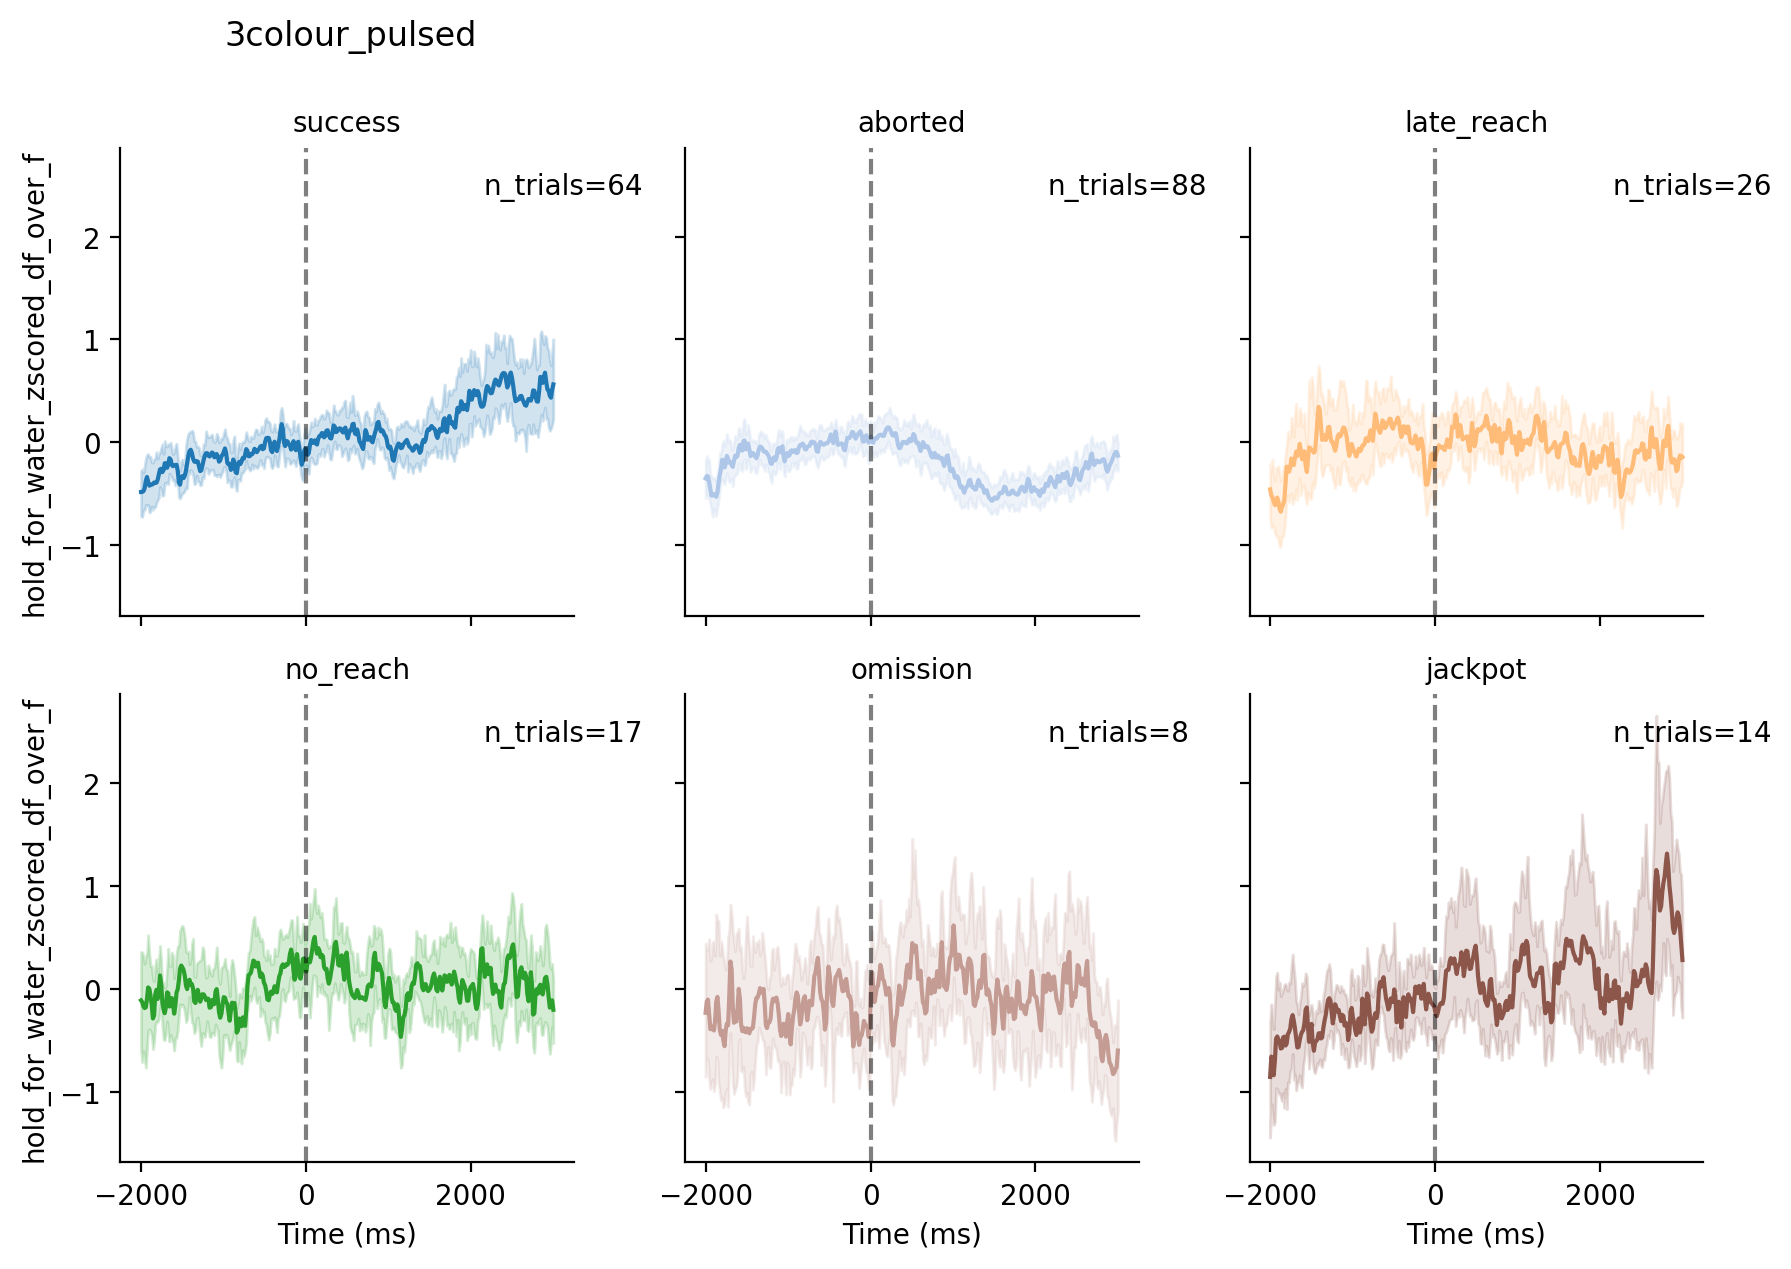 3colour_pulsed
success
aborted
late_reach
n_trials=64
n_trials=88
n_trials=26
hold_for_water_zscored_df_over_f
2
1
0
−1
no_reach
omission
jackpot
n_trials=17
n_trials=8
n_trials=14
hold_for_water_zscored_df_over_f
2
1
0
−1
−2000 0 2000
−2000 0 2000
−2000 0 2000
Time (ms)
Time (ms)
Time (ms)